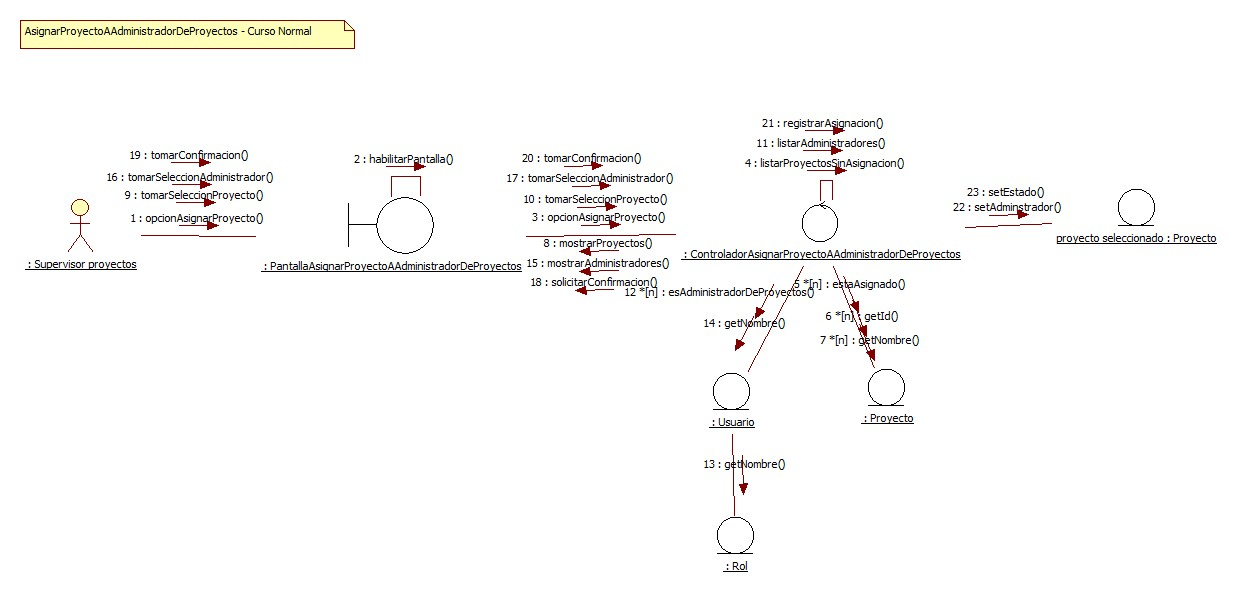 AsignarProyectoAAdministradorDeProyectos - Curso Normal
21 : registrarAsignacion()
11 : listarAdministradores()
4 : listarProyectosSinAsignacion()
19 : tomarConfirmacion()
16 : tomarSeleccionAdministrador()
9 : tomarSeleccionProyecto()
1 : opcionAsignarProyecto()
2 : habilitarPantalla()
20 : tomarConfirmacion()
17 : tomarSeleccionAdministrador()
10 : tomarSeleccionProyecto()
3 : opcionAsignarProyecto()
8 : mostrarProyectos()
15 : mostrarAdministradores()
18 : solicitarConfirmacion()
23 : setEstado()
22 : setAdminstrador()
: Supervisor proyectos
: PantallaAsignarProyectoAAdministradorDeProyectos
: ControladorAsignarProyectoAAdministradorDeProyectos
proyecto seleccionado : Proyecto
12 *[n] : esAdministradorDeProyectos()
5 *[n] : estaAsignado()
14 : getNombre()
6 *[n] : getId()
7 *[n] : getNombre()
: Usuario
: Proyecto
13 : getNombre()
: Rol